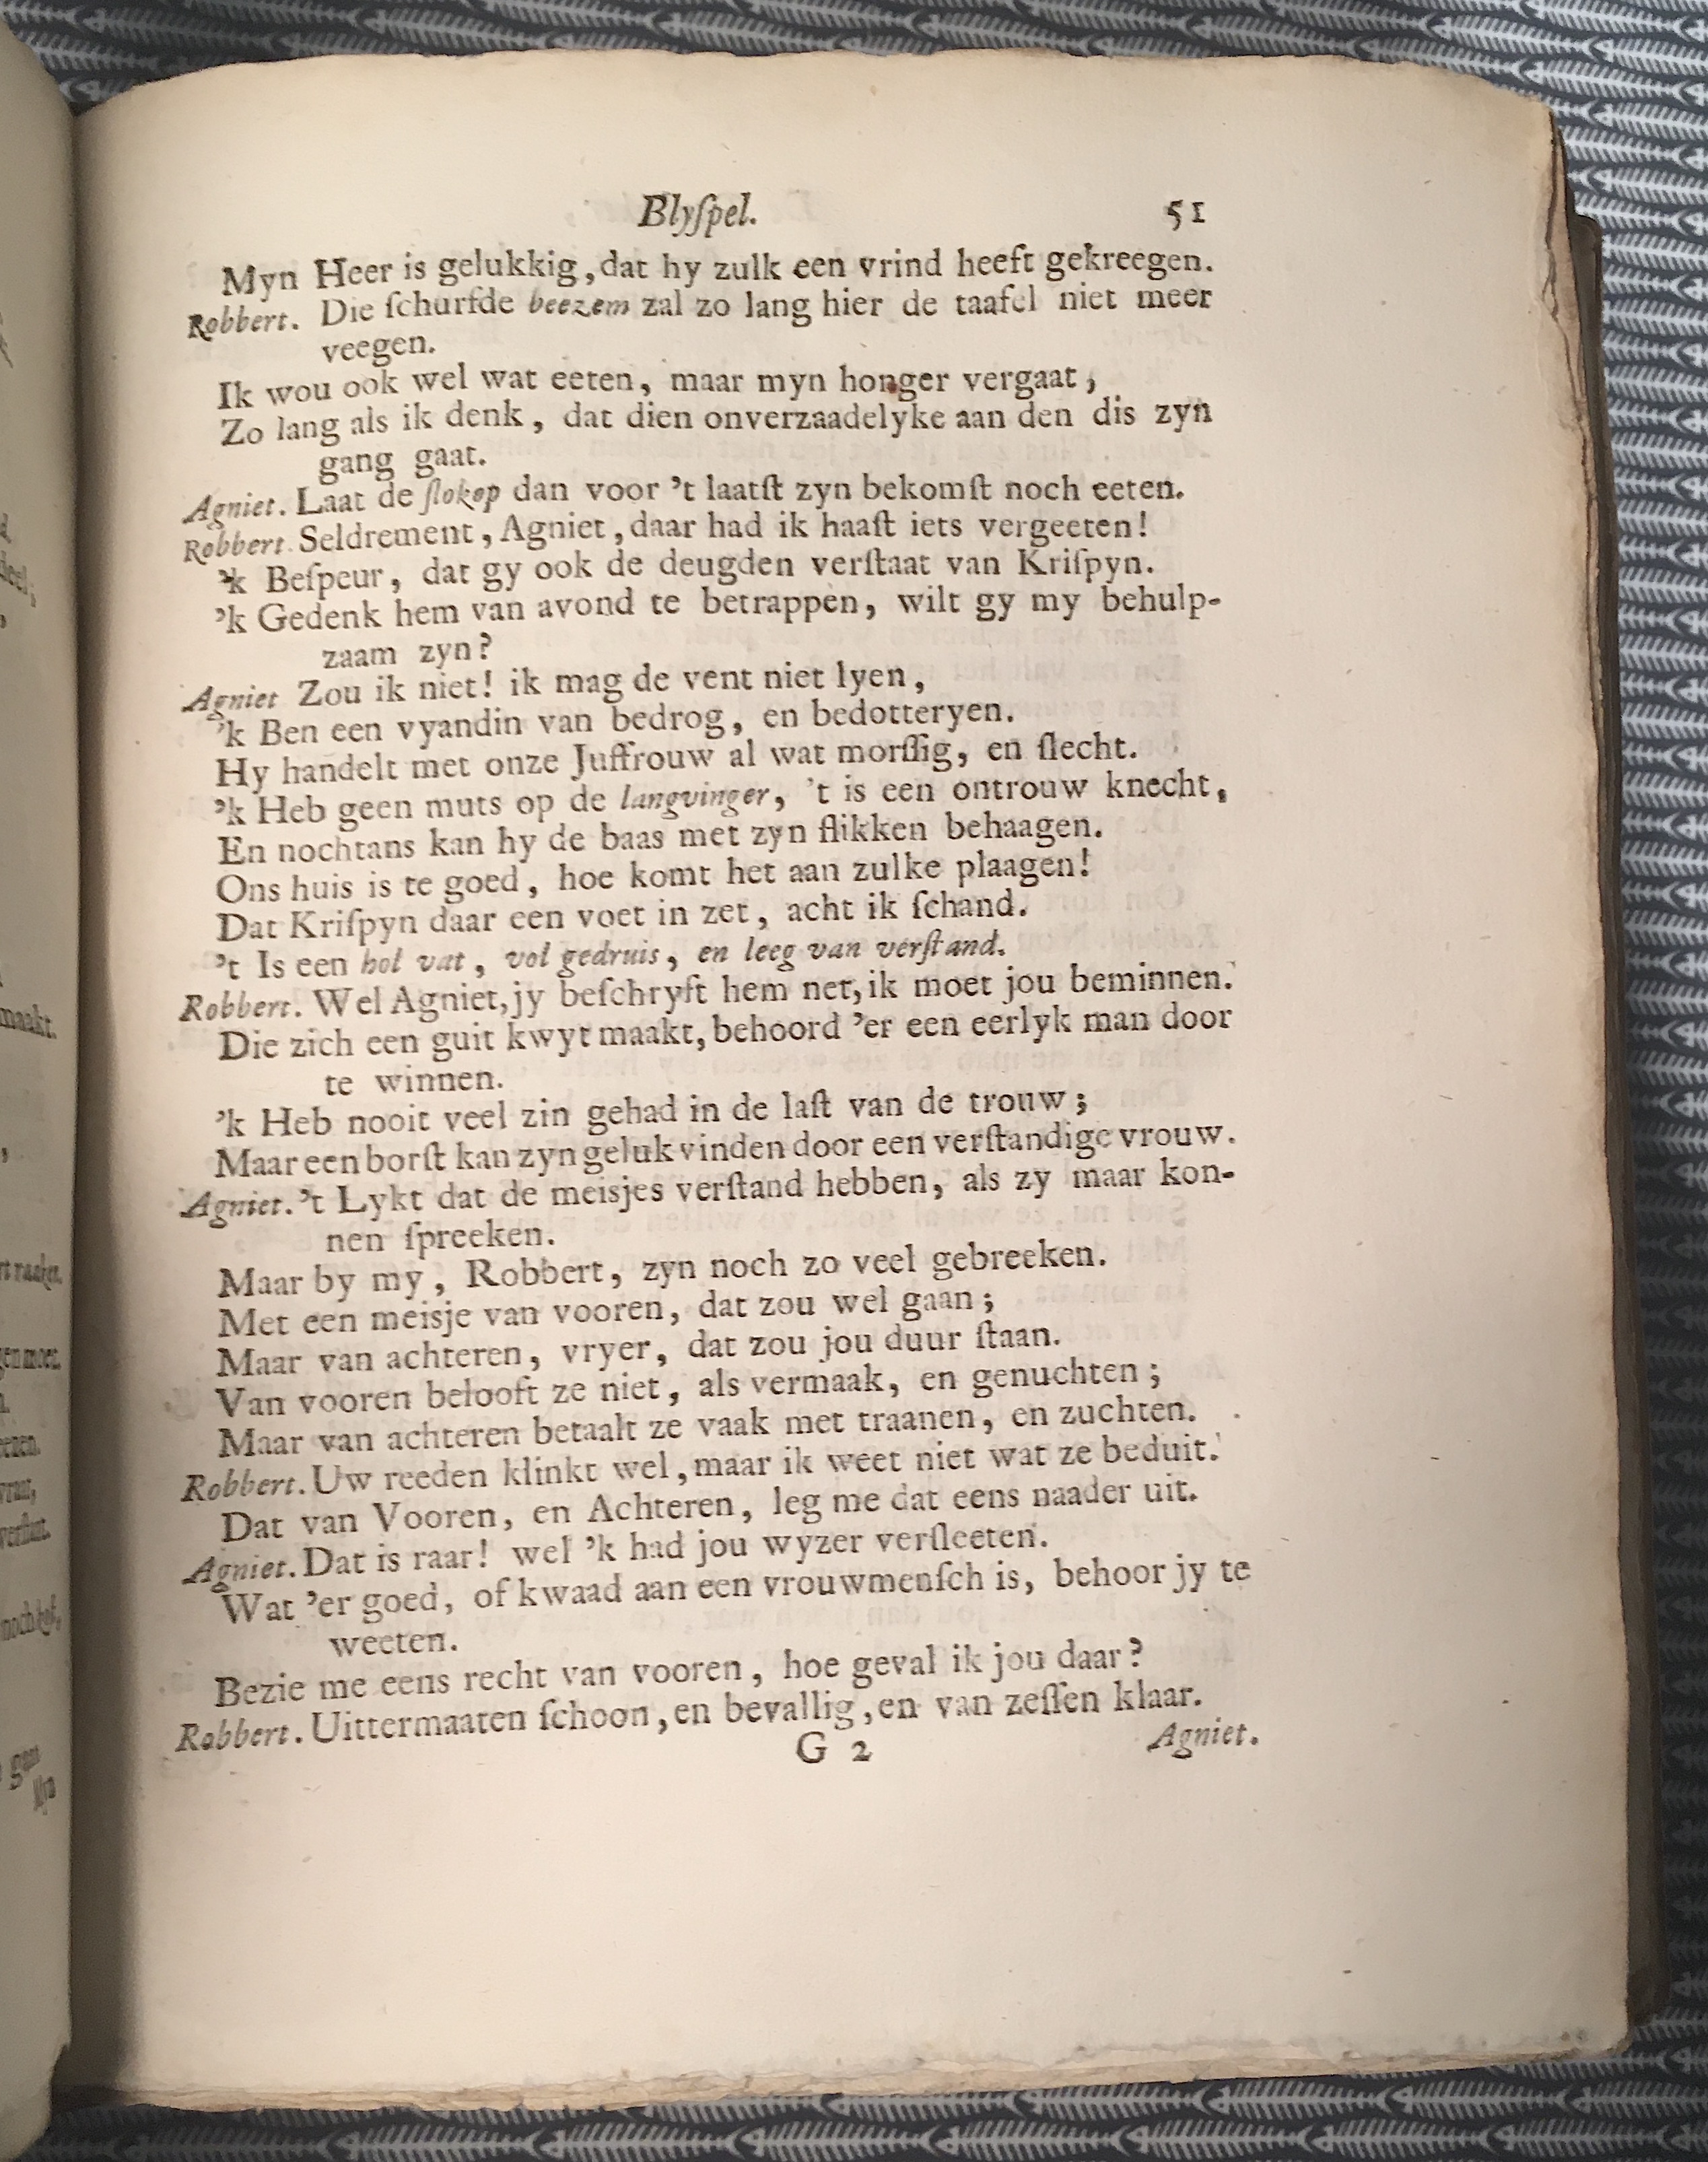 Blyſpel. 51
Myn Heer is gelukkig, dat hy zulk een vrind heeft gekreegen.
Robbert. Die ſchurfde beezem zal zo lang hier de taafel niet meer
veegen.
Ik wou ook wel wat eeten, maar myn honger vergaat,
Zo lang als ik denk, dat dien onverzaadelyke aan den dis zyn
gang gaat.
Agniet. Laat de ſlokop dan voor 't laatſt zyn bekomſt noch eeten.
Robbert. Seldrement, Agniet, daar had ik haaſt iets vergeeten!
'k Beſpeur, dat gy ook de deugden verſtaat van Kriſpyn.
'k Gedenk hem van avond te betrappen, wilt gy my behulp-
zaam zyn?
Agniet Zou ik niet! ik mag de vent niet lyen,
'k Ben een vyandin van bedrog, en bedotteryen.
Hy handelt met onze Juffrouw al wat morſſig, en ſlecht.
'k Heb geen muts op de langvinger, 't is een ontrouw knecht,
En nochtans kan hy de baas met zyn flikken behaagen.
Ons huis is te goed, hoe komt het aan zulke plaagen!
Dat Kriſpyn daar een voet in zet, acht ik ſchand.
't Is een hol vat, vol gedruis, en leeg van verſtand.
Robbert. Wel Agniet, jy beſchryft hem net, ik moet jou beminnen.
Die zich een guit kwyt maakt, behoord 'er een eerlyk man door
te winnen.
'k Heb nooit veel zin gehad in de laſt van de trouw;
Maar een borſt kan zyn geluk vinden door een verſtandige vrouw.
Agniet. 't Lykt dat de meisjes verſtand hebben, als zy maar kon-
nen ſpreeken.
Maar by my, Robbert, zyn noch zo veel gebreeken.
Met een meisje van vooren, dat zou wel gaan;
Maar van achteren, vryer, dat zou jou duur ſtaan.
Van vooren belooft ze niet, als vermaak, en genuchten;
Maar van achteren betaalt ze vaak met traanen, en zuchten.
Robbert. Uw reeden klinkt wel, maar ik weet niet wat ze beduit.
Dat van Vooren, en Achteren, leg me dat eens naader uit.
Agniet. Dat is raar! wel 'k had jou wyzer verſleeten.
Wat 'er goed, of kwaad aan een vrouwmenſch is, behoor jy te
weeten.
Bezie me eens recht van vooren, hoe geval ik jou daar?
Robbert. Uittermaaten ſchoon, en bevallig, en van zeſſen klaar.
G 2 Agniet.